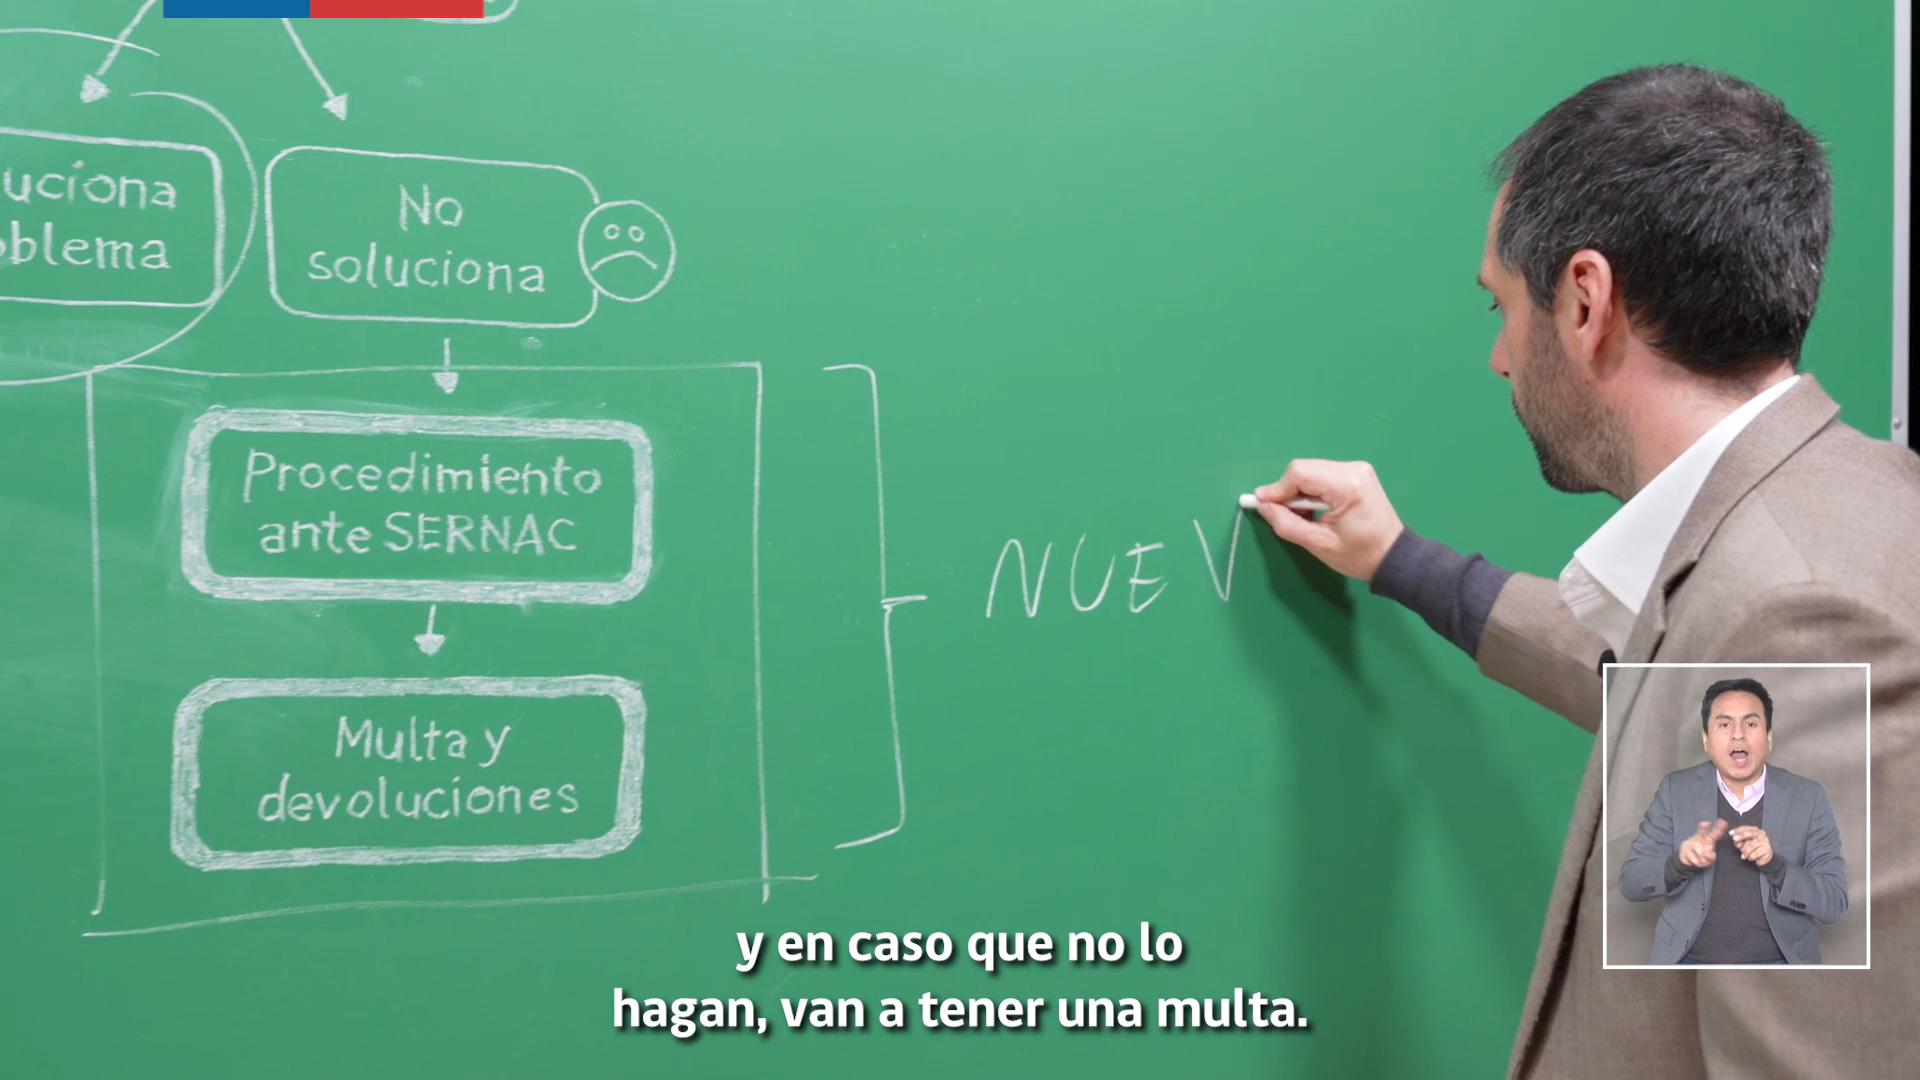 uciona
oblema
No
soluciona
Procedimiento
ante SERNAC
Multa y
devoluciones
NUEV
y en caso que no lo
hagan, van a tener una multa.